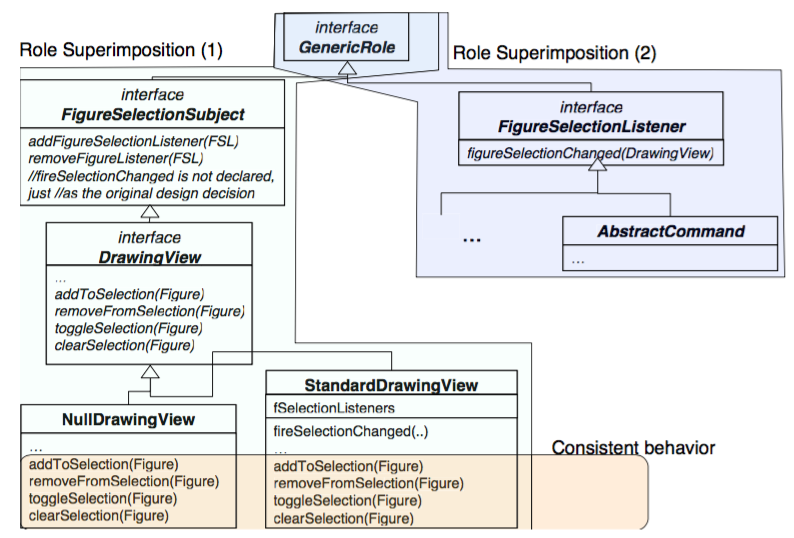 interface
GenericRole
Role Superimposition (1)
Role Superimposition (2)
interface
FigureSelectionSubject
addFigureSelectionListener(FSL)
removeFigureListener(FSL)
//fireSelectionChanged is not declared,
just //as the original design decision
interface
FigureSelectionListener
figureSelectionChanged(DrawingView)
...
AbstractCommand
...
interface
DrawingView
...
addToSelection(Figure)
removeFromSelection(Figure)
toggleSelection(Figure)
clearSelection(Figure)
NullDrawingView
...
addToSelection(Figure)
removeFromSelection(Figure)
toggleSelection(Figure)
clearSelection(Figure)
StandardDrawingView
fSelectionListeners
fireSelectionChanged(..)
...
addToSelection(Figure)
removeFromSelection(Figure)
toggleSelection(Figure)
clearSelection(Figure)
Consistent behavior